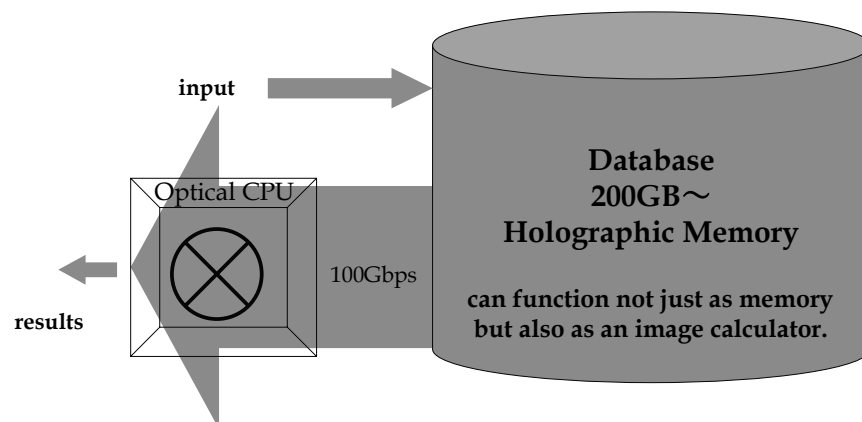 input
Optical CPU
100Gbps
results
Database
200GB～
Holographic Memory
can function not just as memory
but also as an image calculator.